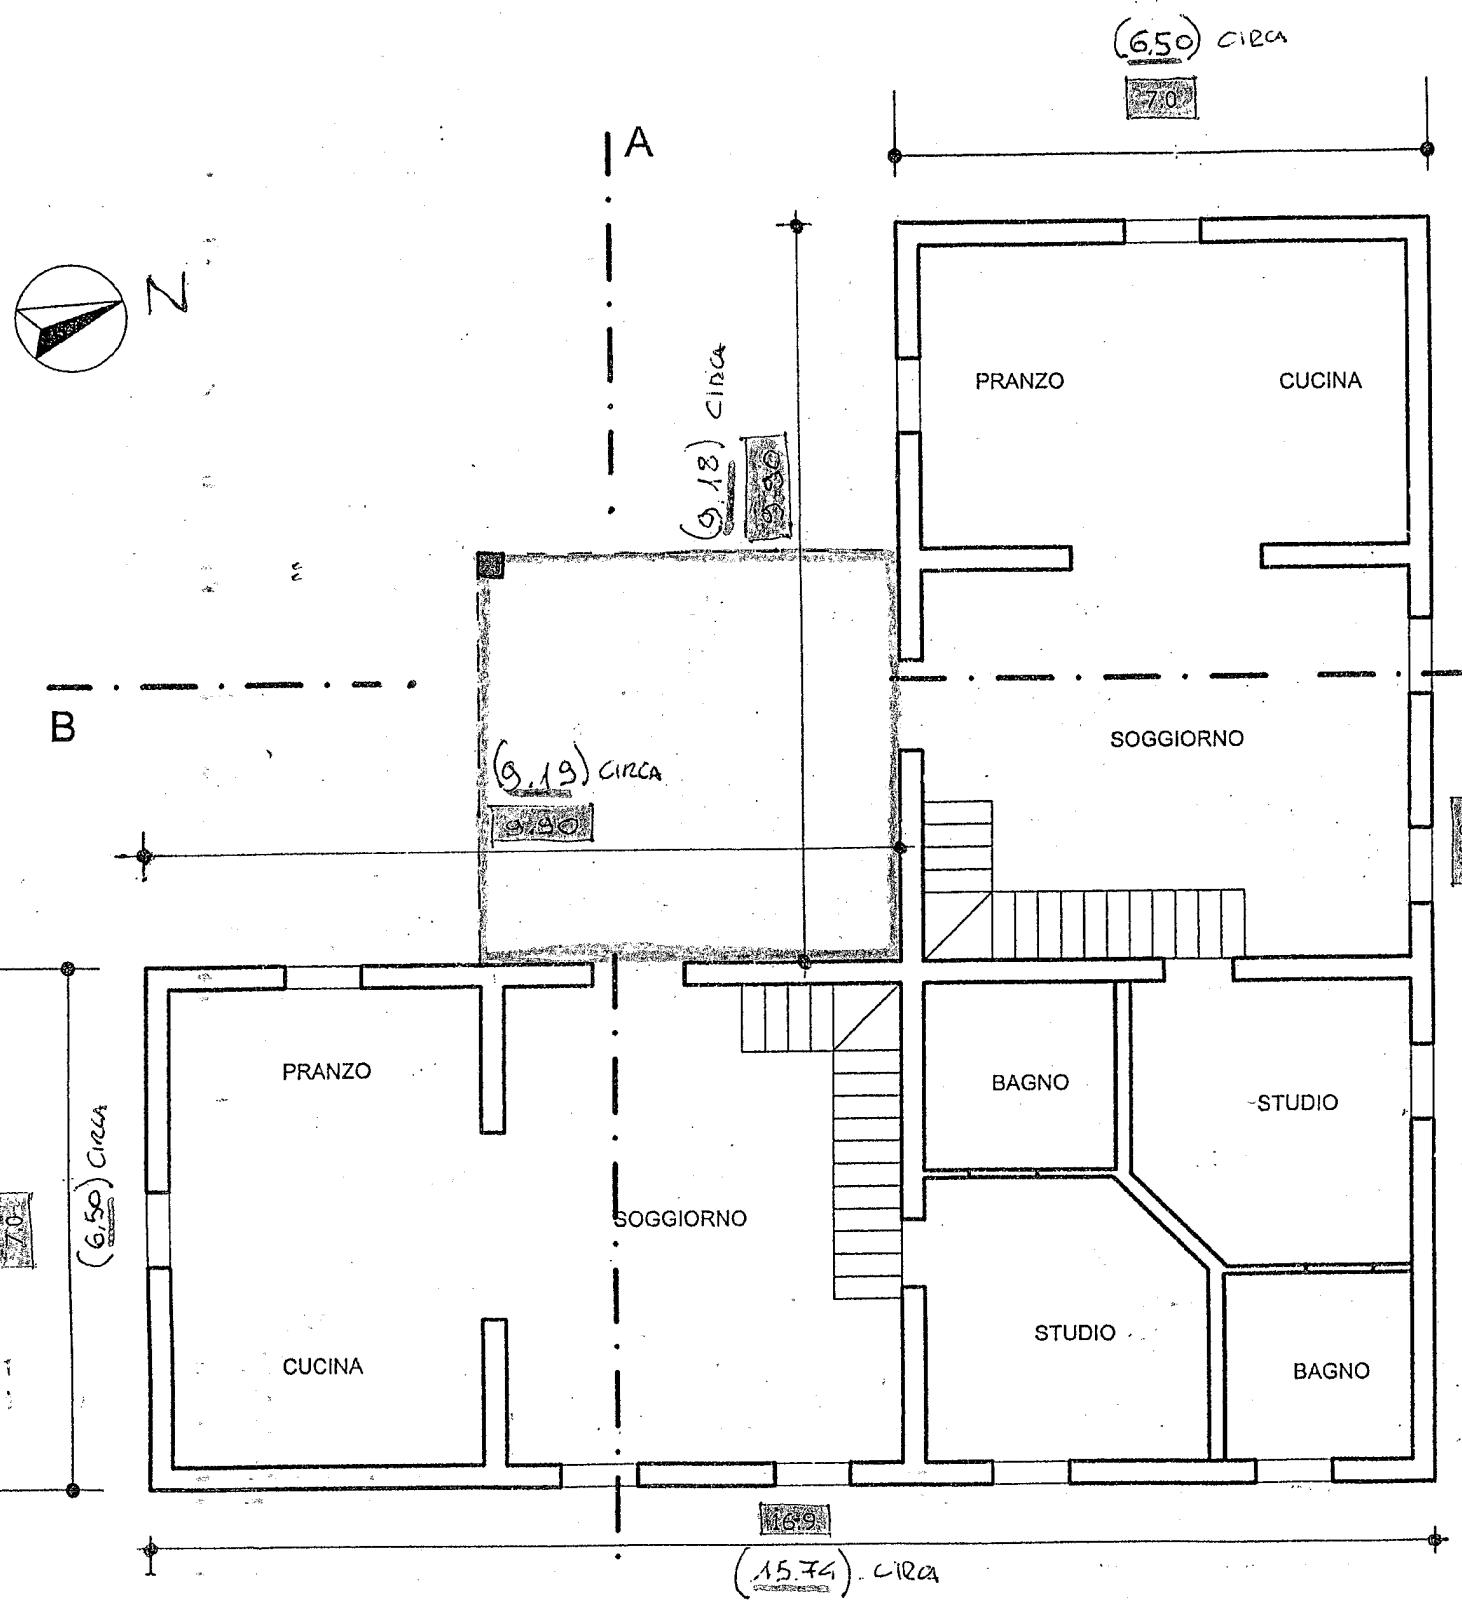 (6,50) CIRCA
7.0
A
N
(9.18) CIRCA
9.90
PRANZO
CUCINA
B
SOGGIORNO
(9.19) CIRCA
9.90
PRANZO
BAGNO
STUDIO
(6,50) CIRCA
7.0
SOGGIORNO
STUDIO
CUCINA
BAGNO
16.9
(15.74) CIRCA